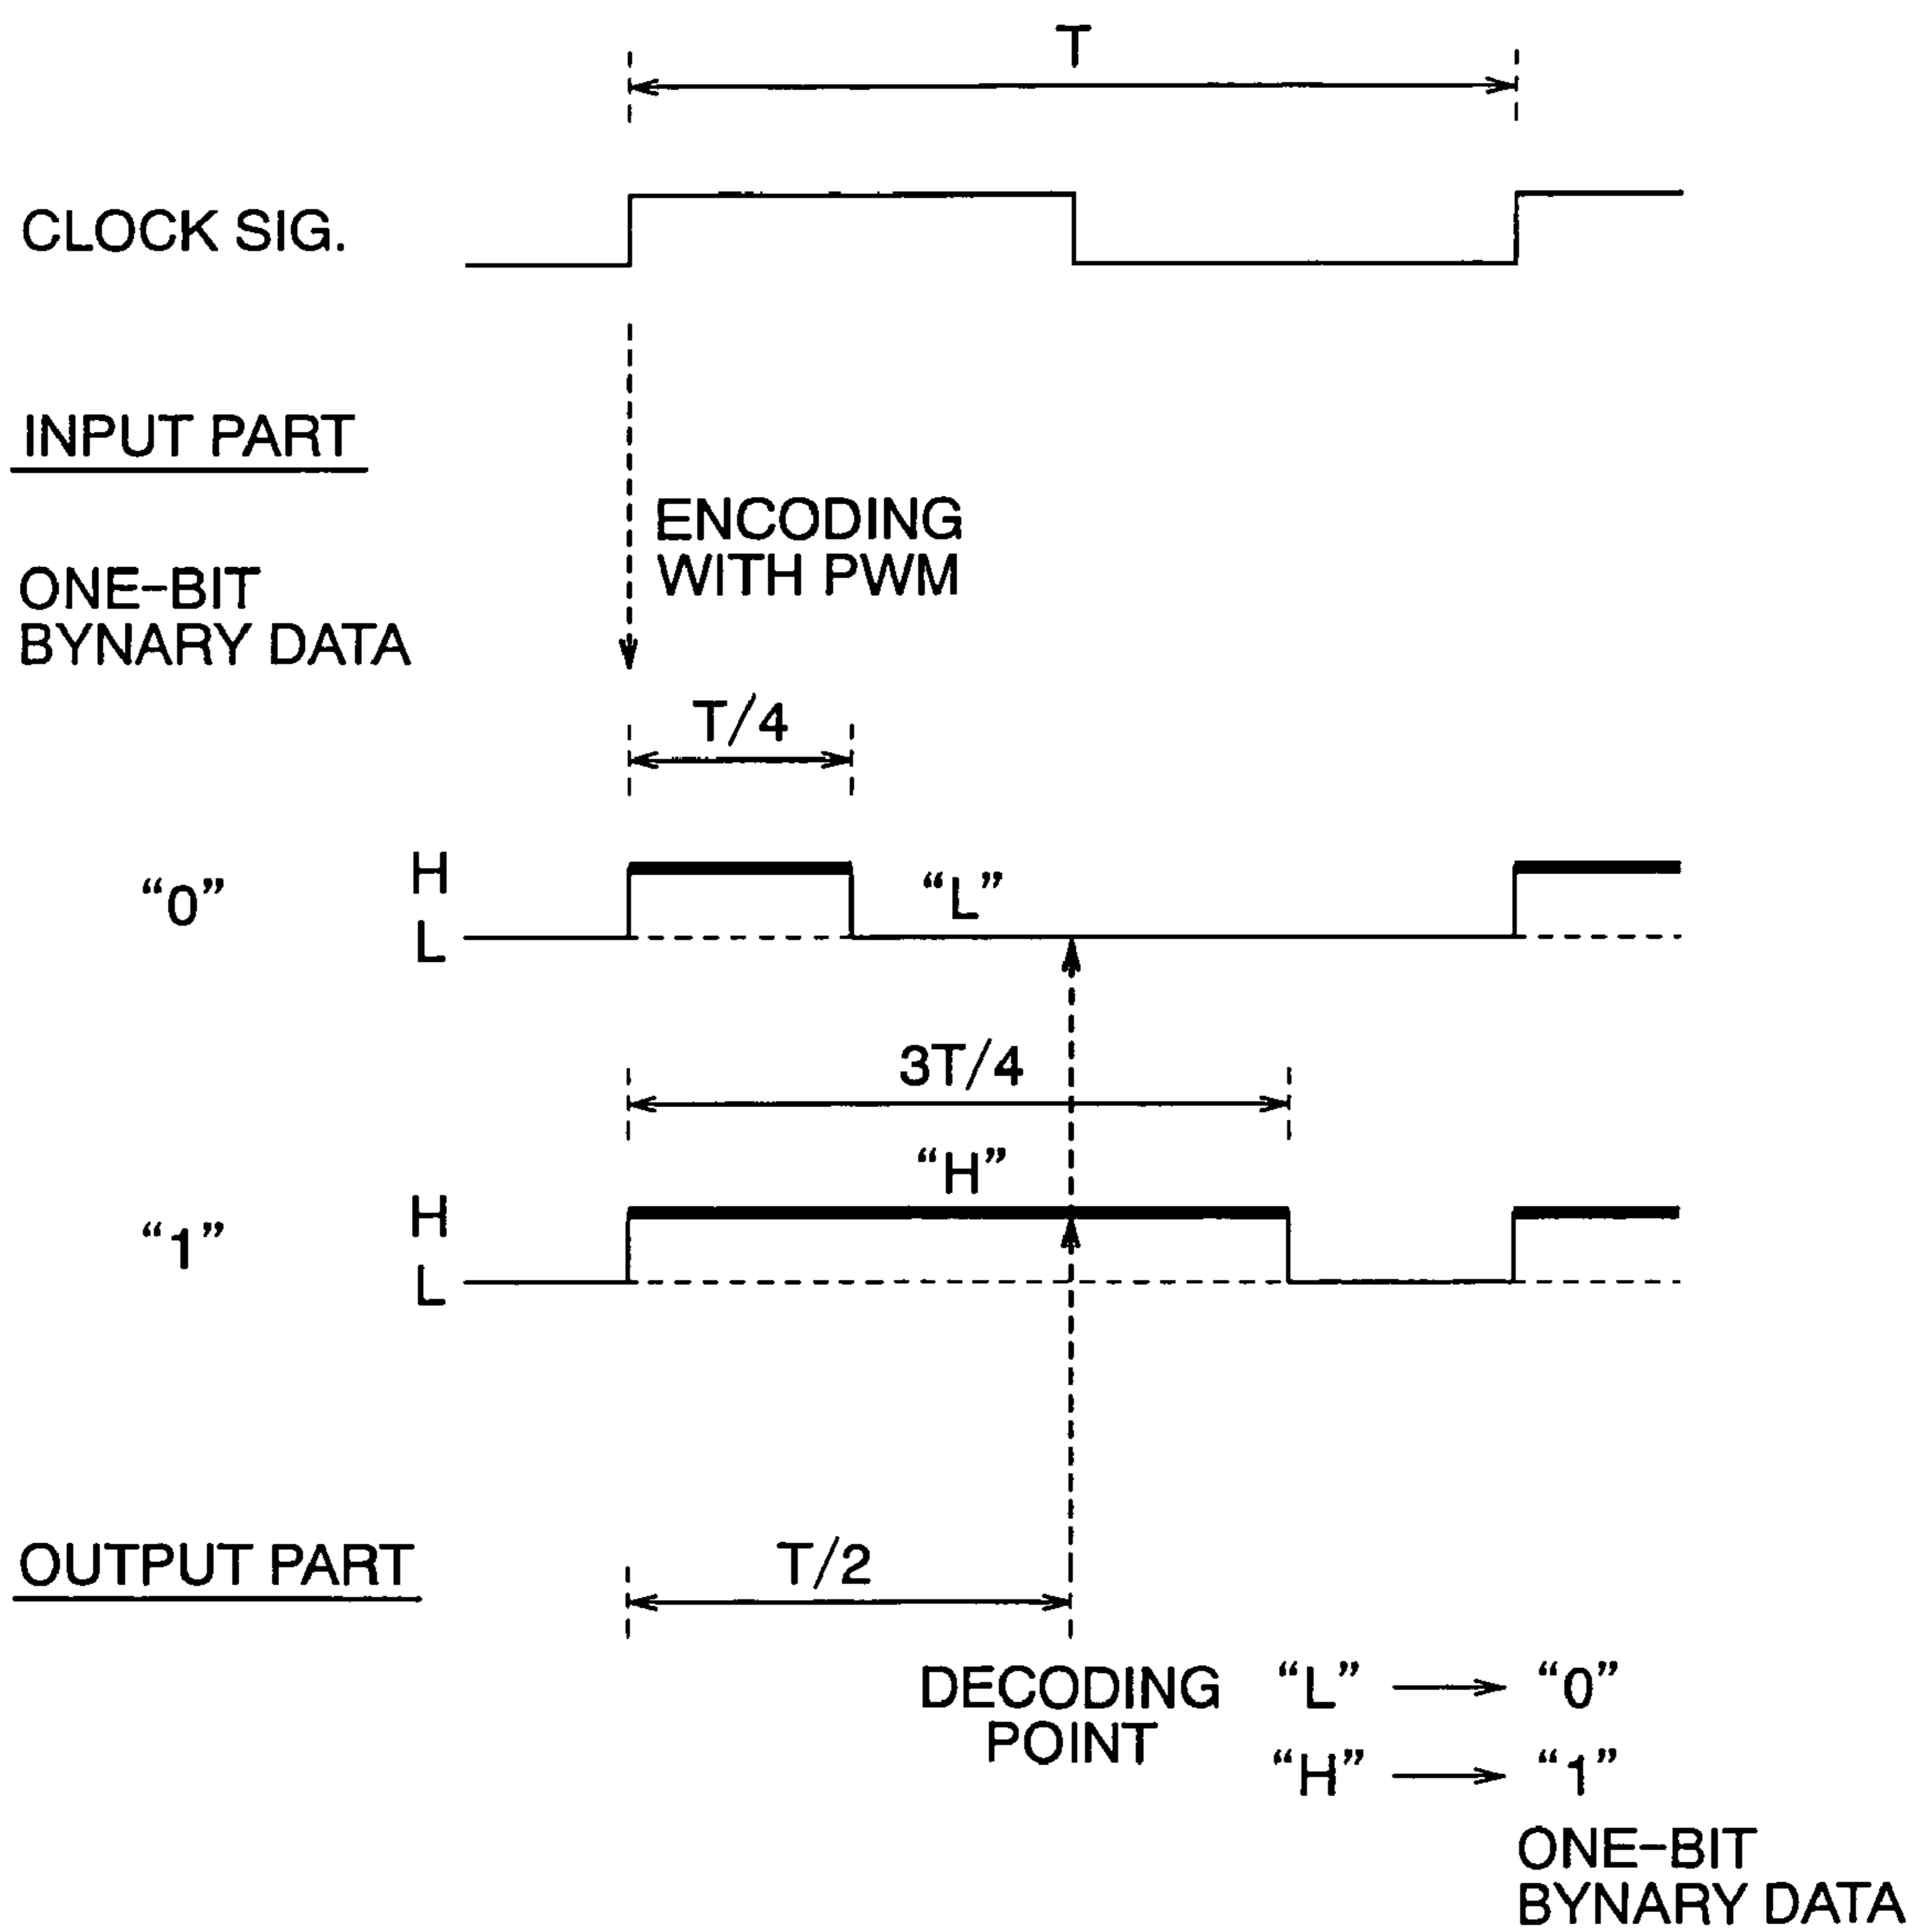 T
CLOCK SIG.
INPUT PART
ENCODING
WITH PWM
ONE-BIT
BYNARY DATA
T/4
“0”
H
L
“L”
3T/4
“H”
“1”
H
L
OUTPUT PART
T/2
DECODING
POINT
“L” → “0”
“H” → “1”
ONE-BIT
BYNARY DATA